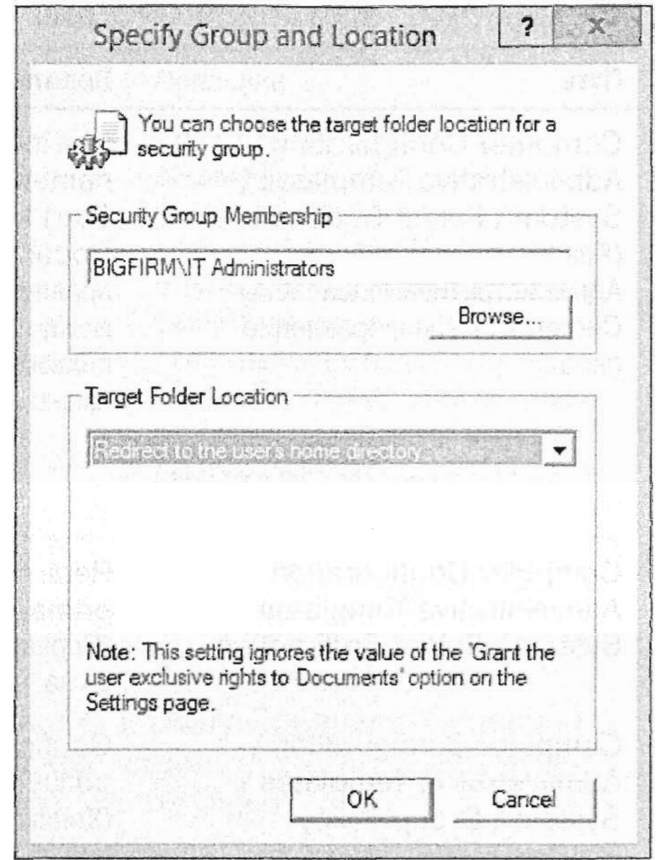 Specify Group and Location
?
x
You can choose the target folder location for a
security group.
Security Group Membership
BIGFIRM\IT Administrators
Browse...
Target Folder Location
Redirect to the user's home directory
Note: This setting ignores the value of the 'Grant the
user exclusive rights to Documents' option on the
Settings page.
OK
Cancel